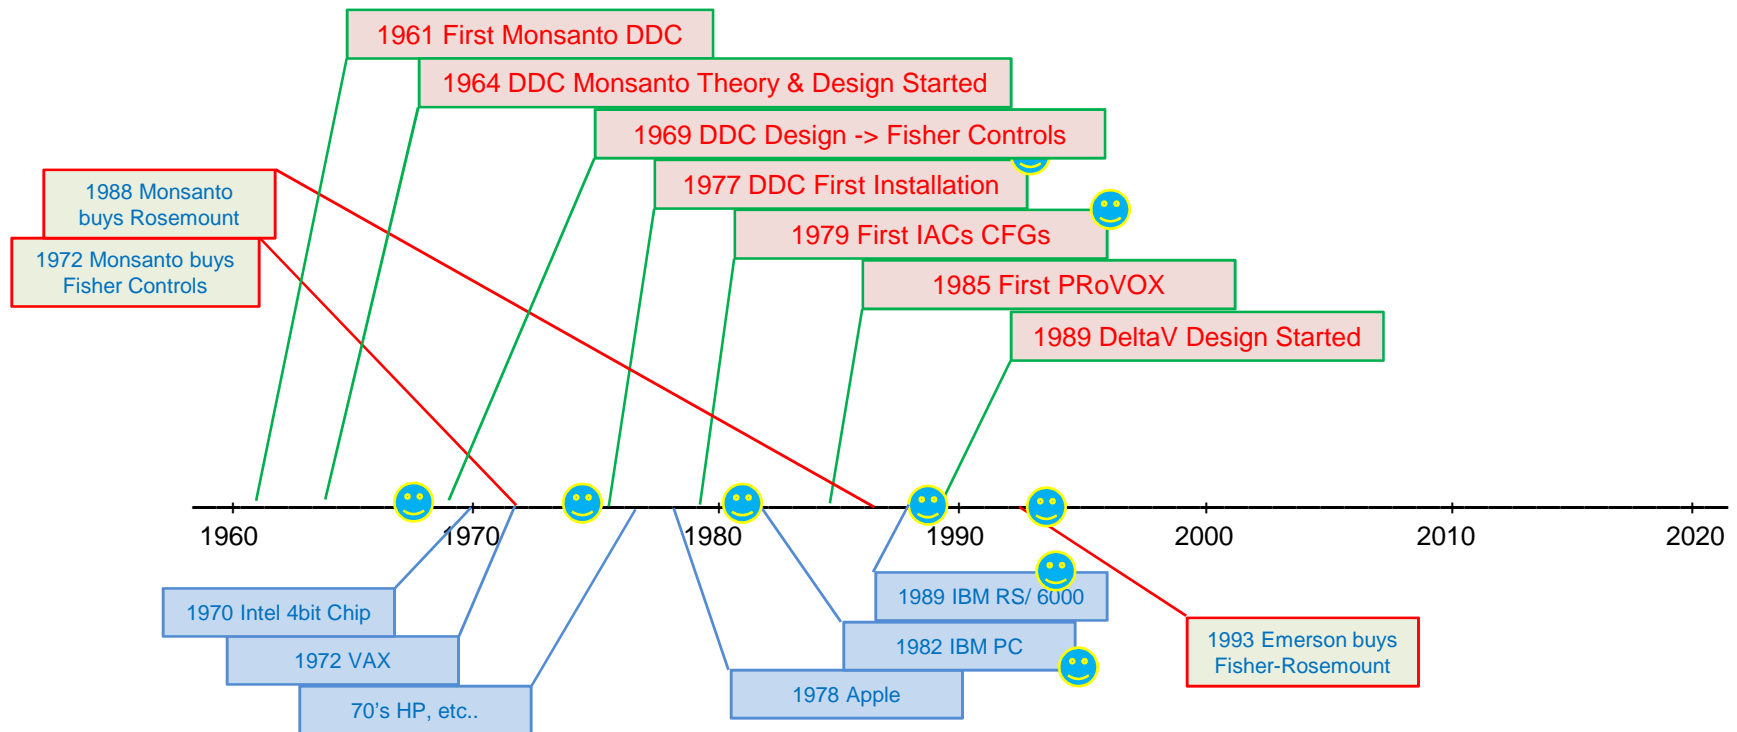 1961 First Monsanto DDC
1964 DDC Monsanto Theory & Design Started
1969 DDC Design -> Fisher Controls
1977 DDC First Installation
1988 Monsanto
buys Rosemount
1979 First IACs CFGs
1972 Monsanto buys
Fisher Controls
1985 First PRoVOX
1989 DeltaV Design Started
1960 1970 1980 1990 2000 2010 2020
1970 Intel 4bit Chip
1989 IBM RS/ 6000
1972 VAX
1982 IBM PC
1993 Emerson buys
Fisher-Rosemount
70's HP, etc..
1978 Apple